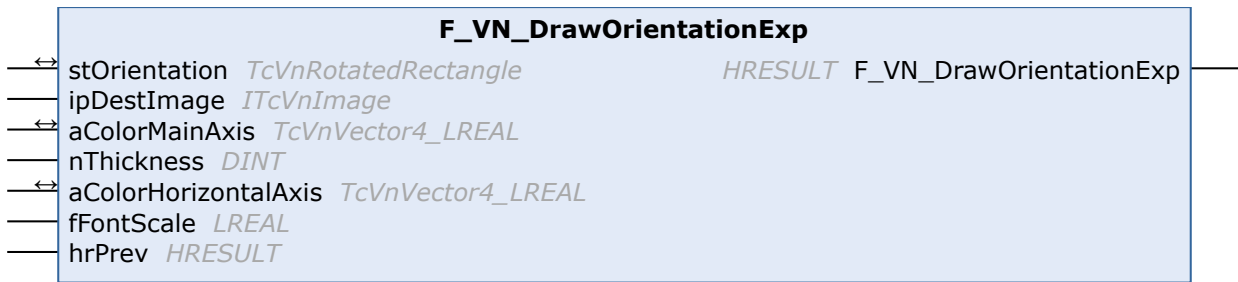 F_VN_DrawOrientationExp
stOrientation TcVnRotatedRectangle HRESULT F_VN_DrawOrientationExp
ipDestImage ITcVnImage
aColorMainAxis TcVnVector4_LREAL
nThickness DINT
aColorHorizontalAxis TcVnVector4_LREAL
fFontScale LREAL
hrPrev HRESULT